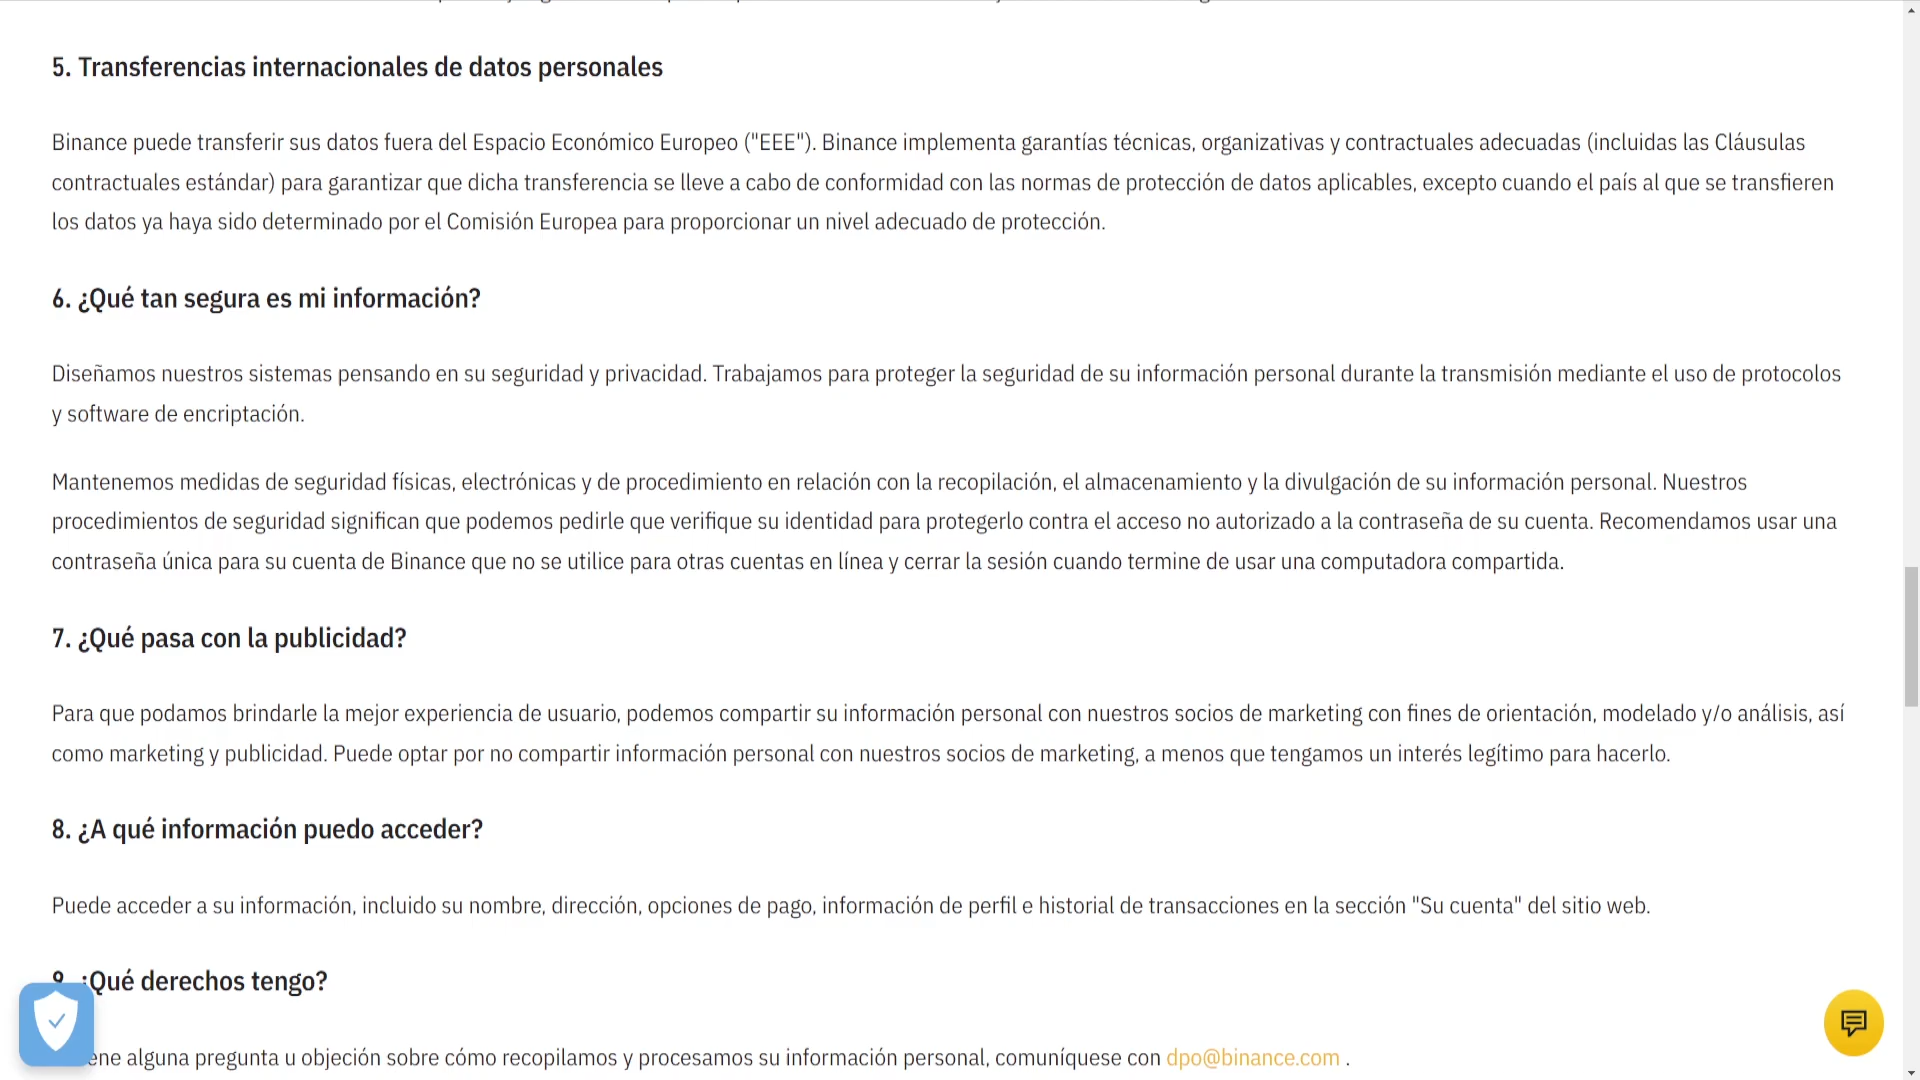 5. Transferencias internacionales de datos personales
Binance puede transferir sus datos fuera del Espacio Económico Europeo ("EEE"). Binance implementa garantías técnicas, organizativas y contractuales adecuadas (incluidas las Cláusulas
contractuales estándar) para garantizar que dicha transferencia se lleve a cabo de conformidad con las normas de protección de datos aplicables, excepto cuando el país al que se transfieren
los datos ya haya sido determinado por el Comisión Europea para proporcionar un nivel adecuado de protección.
6. ¿Qué tan segura es mi información?
Diseñamos nuestros sistemas pensando en su seguridad y privacidad. Trabajamos para proteger la seguridad de su información personal durante la transmisión mediante el uso de protocolos
y software de encriptación.
Mantenemos medidas de seguridad físicas, electrónicas y de procedimiento en relación con la recopilación, el almacenamiento y la divulgación de su información personal. Nuestros
procedimientos de seguridad significan que podemos pedirle que verifique su identidad para protegerlo contra el acceso no autorizado a la contraseña de su cuenta. Recomendamos usar una
contraseña única para su cuenta de Binance que no se utilice para otras cuentas en línea y cerrar la sesión cuando termine de usar una computadora compartida.
7. ¿Qué pasa con la publicidad?
Para que podamos brindarle la mejor experiencia de usuario, podemos compartir su información personal con nuestros socios de marketing con fines de orientación, modelado y/o análisis, así
como marketing y publicidad. Puede optar por no compartir información personal con nuestros socios de marketing, a menos que tengamos un interés legítimo para hacerlo.
8. ¿A qué información puedo acceder?
Puede acceder a su información, incluido su nombre, dirección, opciones de pago, información de perfil e historial de transacciones en la sección "Su cuenta" del sitio web.
9. ¿Qué derechos tengo?
alguna pregunta u objeción sobre cómo recopilamos y procesamos su información personal, comuníquese con dpo@binance.com .